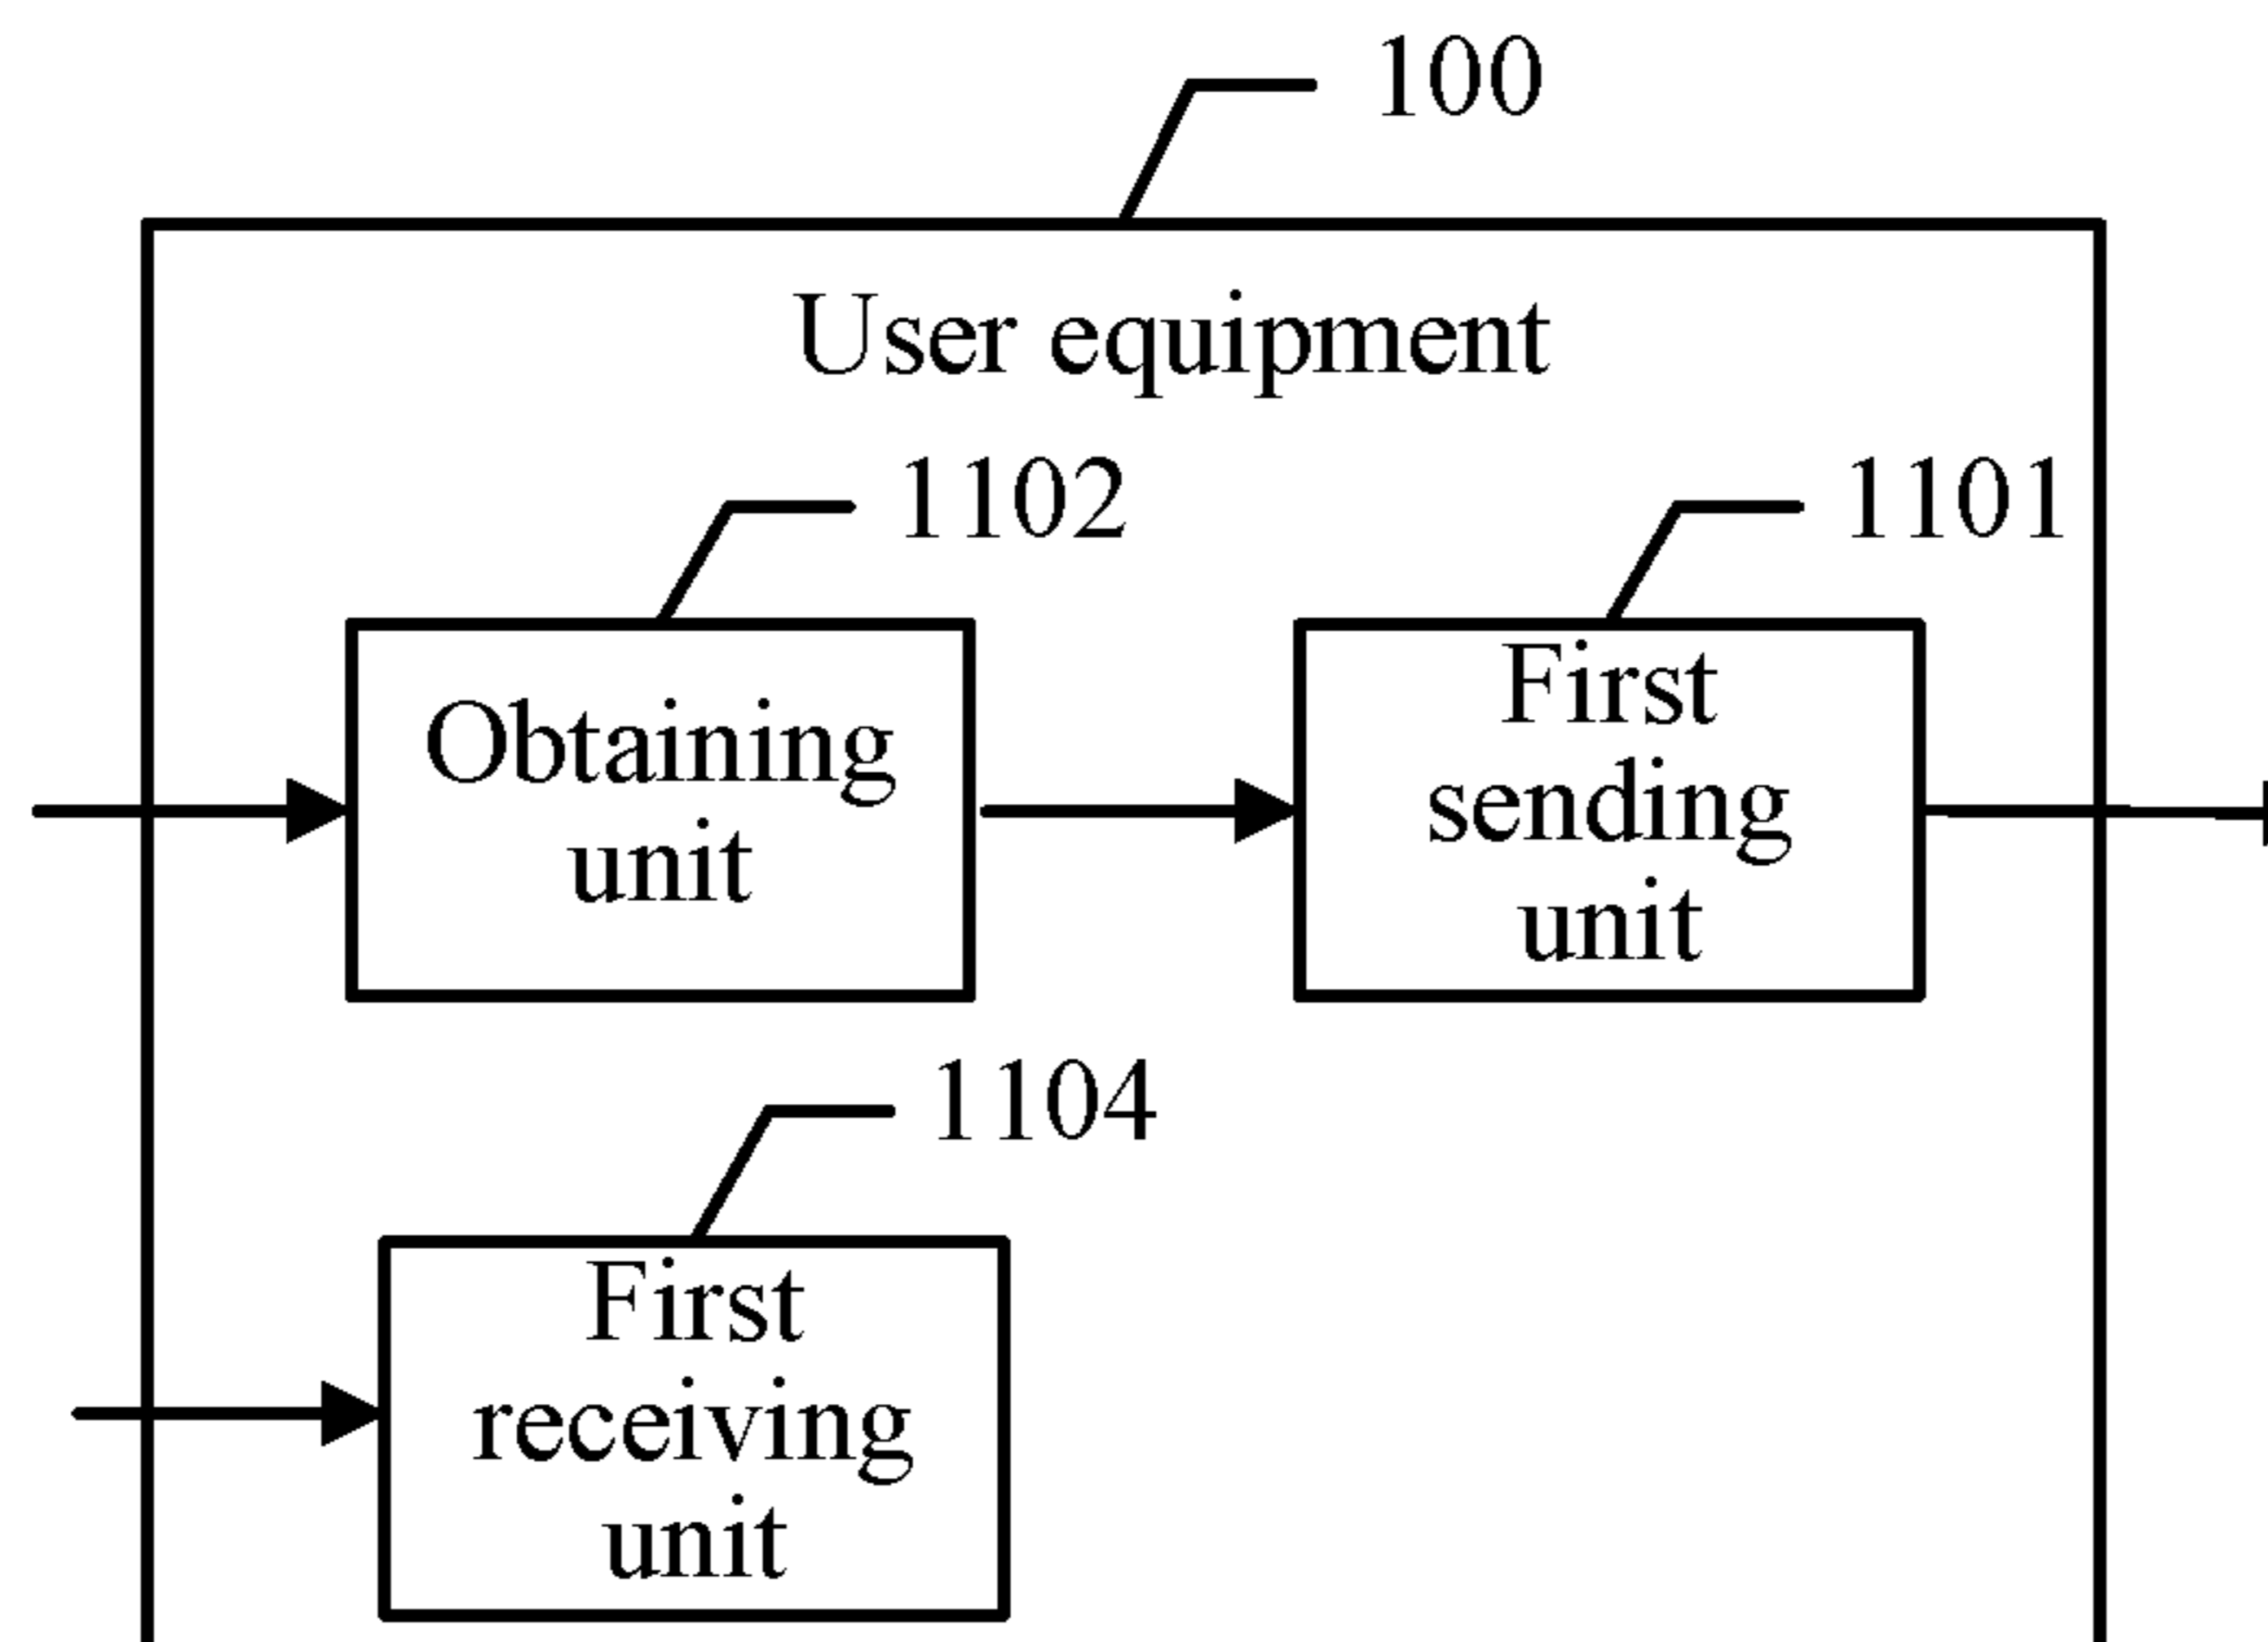 100
User equipment
1102
1101
Obtaining
unit
First
sending
unit
1104
First
receiving
unit